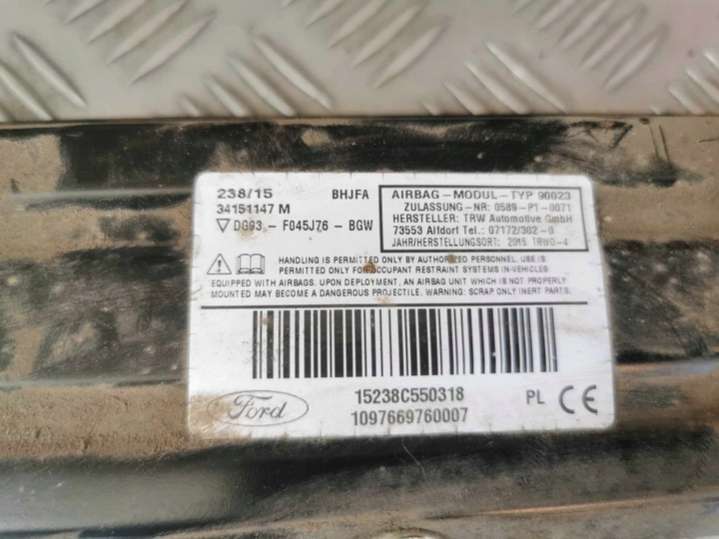 238/15 BHJFA
34151147 M
DG93 - F045J76 - BGW
AIRBAG - MODUL - TYP 90023
ZULASSUNG - NR: 0589 - P1 - 0071
HERSTELLER: TRW Automotive GmbH
73553 Alfdorf Tel.: 07172/302-0
JAHR/HERSTELLUNGSORT: 2015 TRWO-4
HANDLING IS PERMITTED ONLY BY AUTHORIZED PERSONNEL. USE IS
PERMITTED ONLY FOR OCCUPANT RESTRAINT SYSTEMS IN-VEHICLES
EQUIPPED WITH AIRBAGS. UPON DEPLOYMENT, AN AIRBAG UNIT WHICH IS NOT PROPERLY
MOUNTED MAY BECOME A DANGEROUS PROJECTILE. WARNING: SCRAP ONLY INERT PARTS.
Ford
15238C550318
1097669760007
PL CE